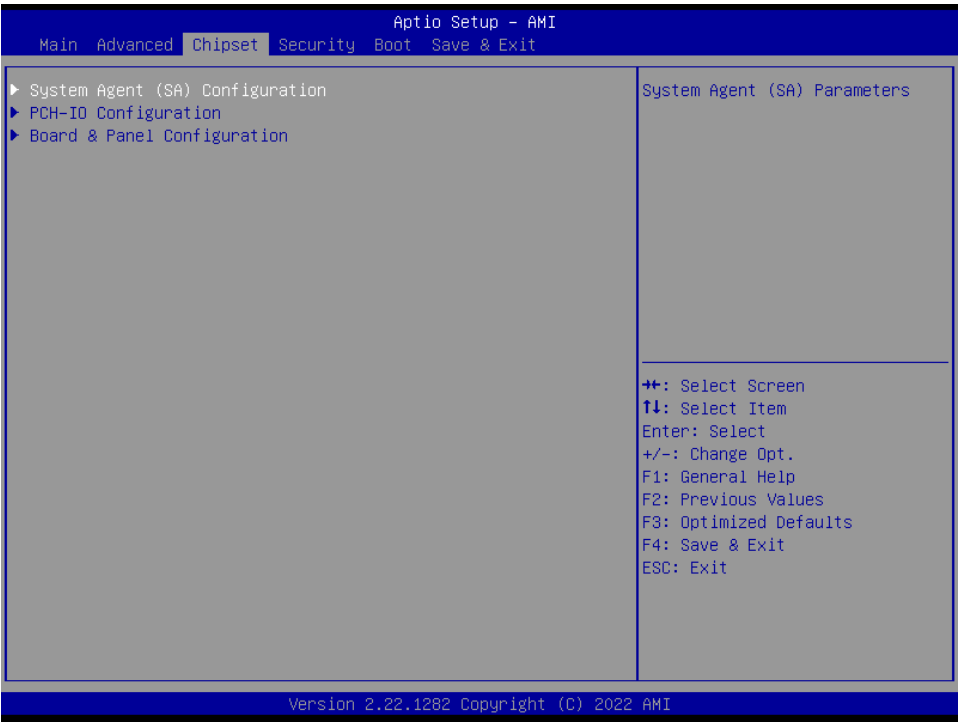 Aptio Setup – AMI
Main Advanced Chipset Security Boot Save & Exit
▶ System Agent (SA) Configuration
▶ PCH-IO Configuration
▶ Board & Panel Configuration
System Agent (SA) Parameters
→←: Select Screen
↑↓: Select Item
Enter: Select
+/-: Change Opt.
F1: General Help
F2: Previous Values
F3: Optimized Defaults
F4: Save & Exit
ESC: Exit
Version 2.22.1282 Copyright (C) 2022 AMI